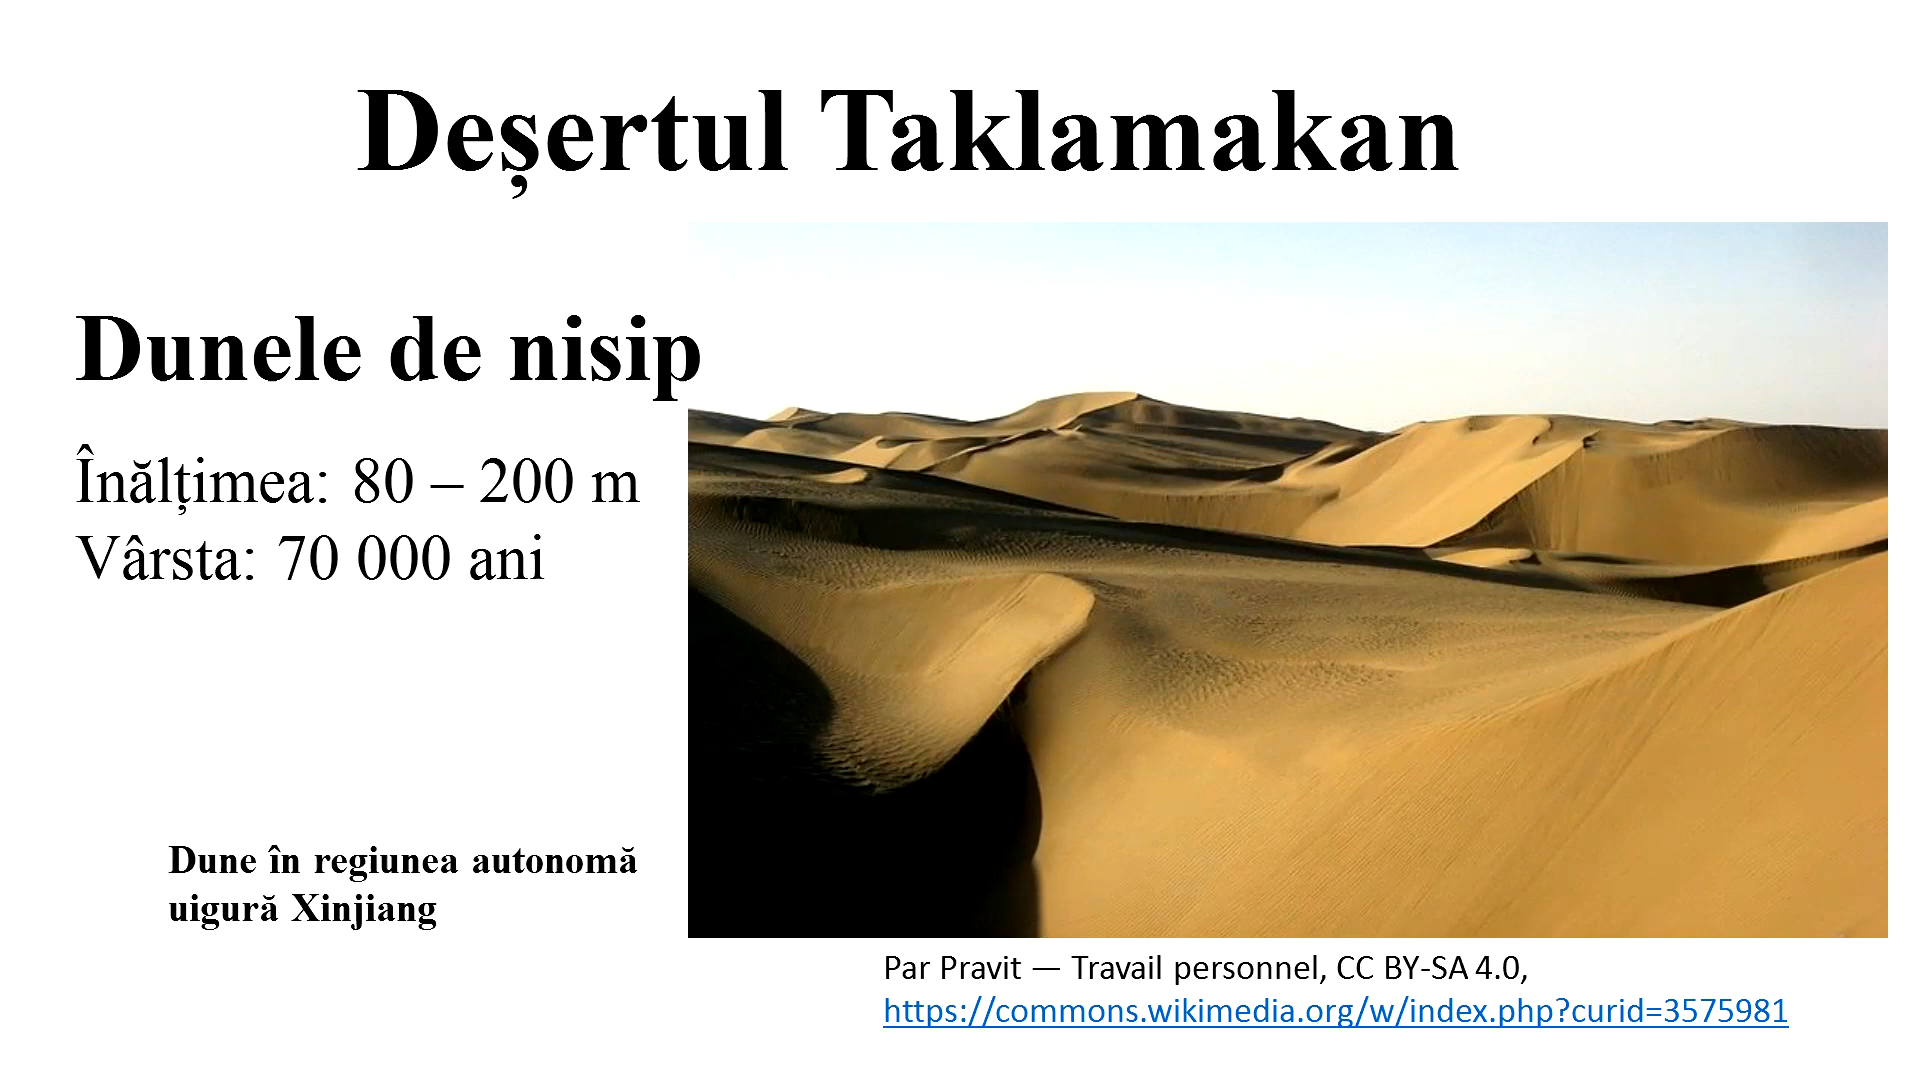 Deșertul Taklamakan
Dunele de nisip
Înălțimea: 80 – 200 m
Vârsta: 70 000 ani
Dune în regiunea autonomă
uigură Xinjiang
Par Pravit — Travail personnel, CC BY-SA 4.0,
https://commons.wikimedia.org/w/index.php?curid=3575981